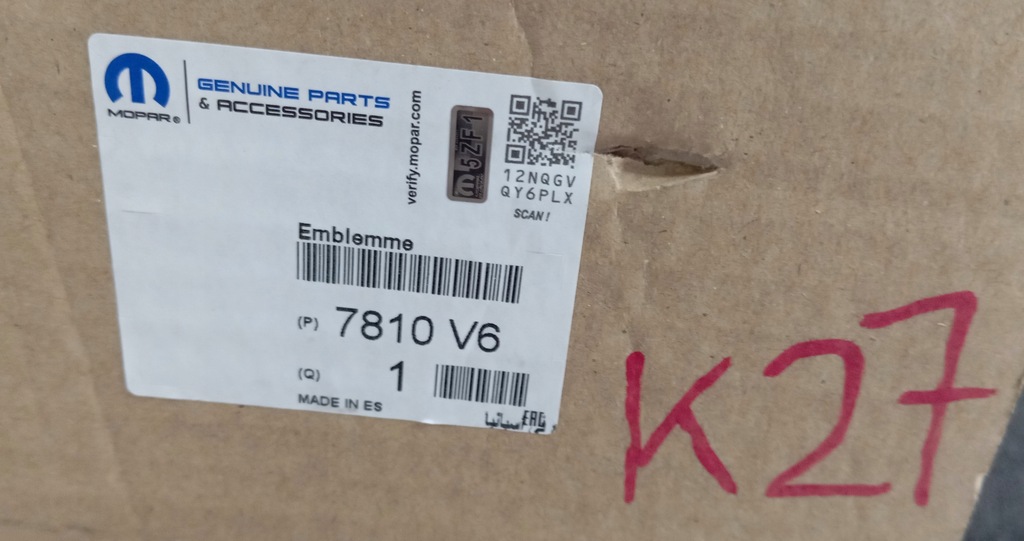 MOPAR®
GENUINE PARTS
& ACCESSORIES
verify.mopar.com
5ZF1
12NQGV
QY6PLX
SCAN!
Emblemme
(P) 7810 V6
(Q) 1
MADE IN ES
إسبانيا EAC
K27